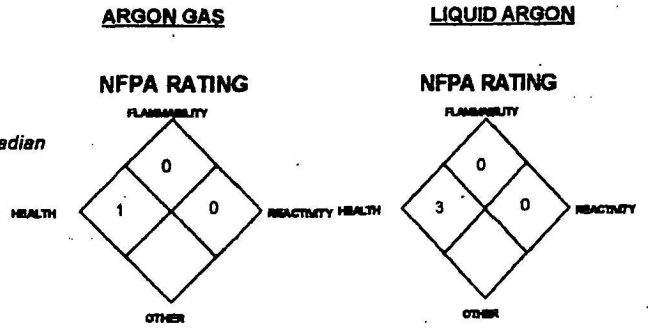 ARGON GAS LIQUID ARGON
NFPA RATING NFPA RATING
FLAMMABILITY FLAMMABILITY
adian
0 0
HEALTH 1 0 REACTIVITY HEALTH 3 0 REACTIVITY
OTHER OTHER